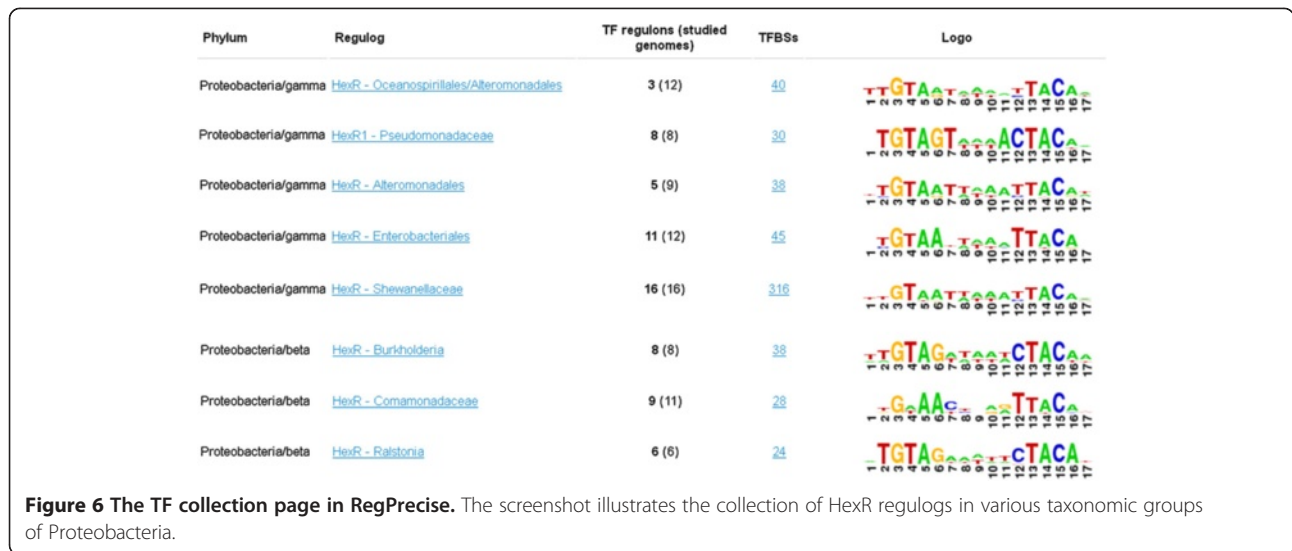 Phylum Regulog TF regulons (studied genomes) TFBSs Logo
Proteobacteria/gamma HexR - Oceanospirillales/Alteromonadales 3 (12) 40
Proteobacteria/gamma HexR1 - Pseudomonadaceae 8 (8) 30
Proteobacteria/gamma HexR - Alteromonadales 5 (9) 38
Proteobacteria/gamma HexR - Enterobacteriales 11 (12) 45
Proteobacteria/gamma HexR - Shewanellaceae 16 (16) 316
Proteobacteria/beta HexR - Burkholderia 8 (8) 38
Proteobacteria/beta HexR - Comamonadaceae 9 (11) 28
Proteobacteria/beta HexR - Ralstonia 6 (6) 24
Figure 6 The TF collection page in RegPrecise. The screenshot illustrates the collection of HexR regulogs in various taxonomic groups
of Proteobacteria.